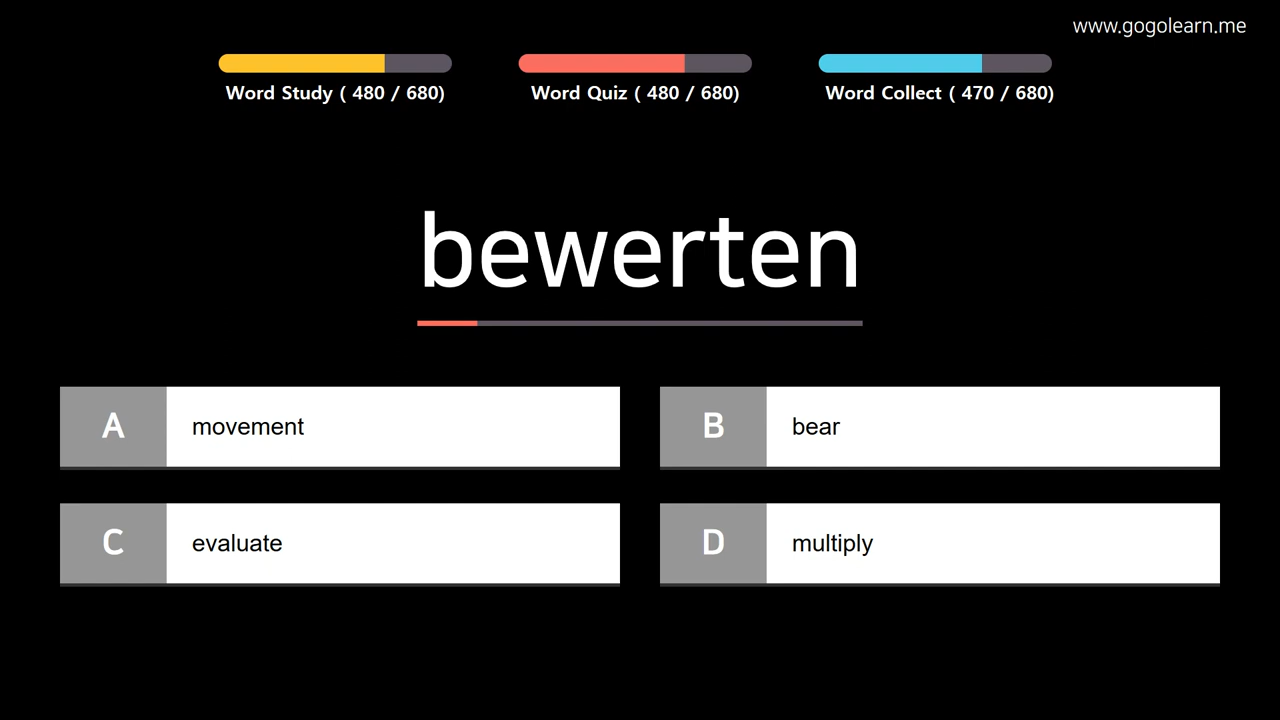 www.gogolearn.me
Word Study ( 480 / 680)
Word Quiz ( 480 / 680)
Word Collect ( 470 / 680)
bewerten
A movement
B bear
C evaluate
D multiply